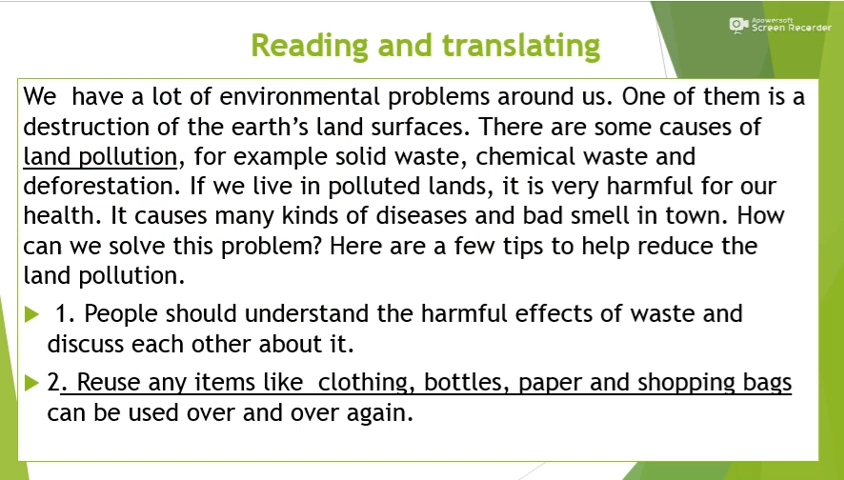 Apowersoft
Screen Recorder
Reading and translating
We have a lot of environmental problems around us. One of them is a
destruction of the earth’s land surfaces. There are some causes of
land pollution, for example solid waste, chemical waste and
deforestation. If we live in polluted lands, it is very harmful for our
health. It causes many kinds of diseases and bad smell in town. How
can we solve this problem? Here are a few tips to help reduce the
land pollution.
1. People should understand the harmful effects of waste and
discuss each other about it.
2. Reuse any items like clothing, bottles, paper and shopping bags
can be used over and over again.